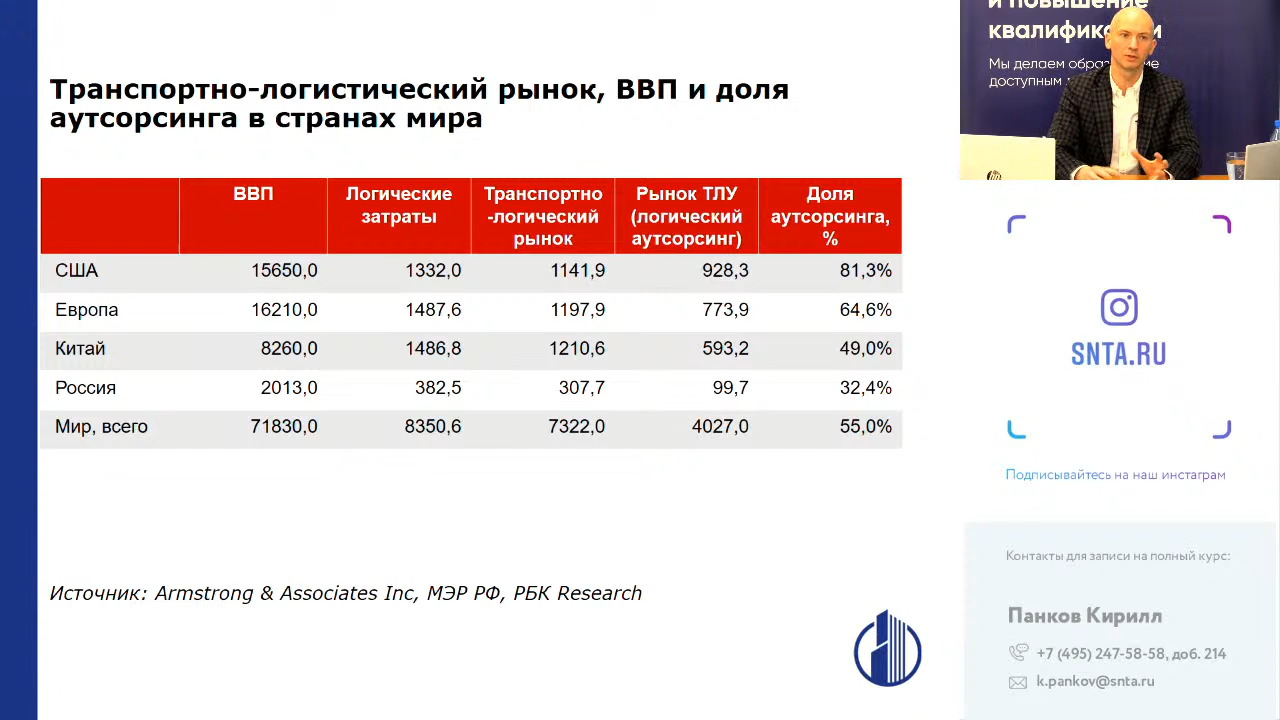 Транспортно-логистический рынок, ВВП и доля
аутсорсинга в странах мира
ВВП
Логические
затраты
Транспортно
-логический
рынок
Рынок ТЛУ
(логический
аутсорсинг)
Доля
аутсорсинга,
%
США 15650,0 1332,0 1141,9 928,3 81,3%
Европа 16210,0 1487,6 1197,9 773,9 64,6%
Китай 8260,0 1486,8 1210,6 593,2 49,0%
Россия 2013,0 382,5 307,7 99,7 32,4%
Мир, всего 71830,0 8350,6 7322,0 4027,0 55,0%
Источник: Armstrong & Associates Inc, МЭР РФ, РБК Research
и повышение
Мы делаем
доступным
SNTA.RU
Подписывайтесь на наш инстаграм
Контакты для записи на полный курс:
Панков Кирилл
+7 (495) 247-58-58, доб. 214
k.pankov@snta.ru